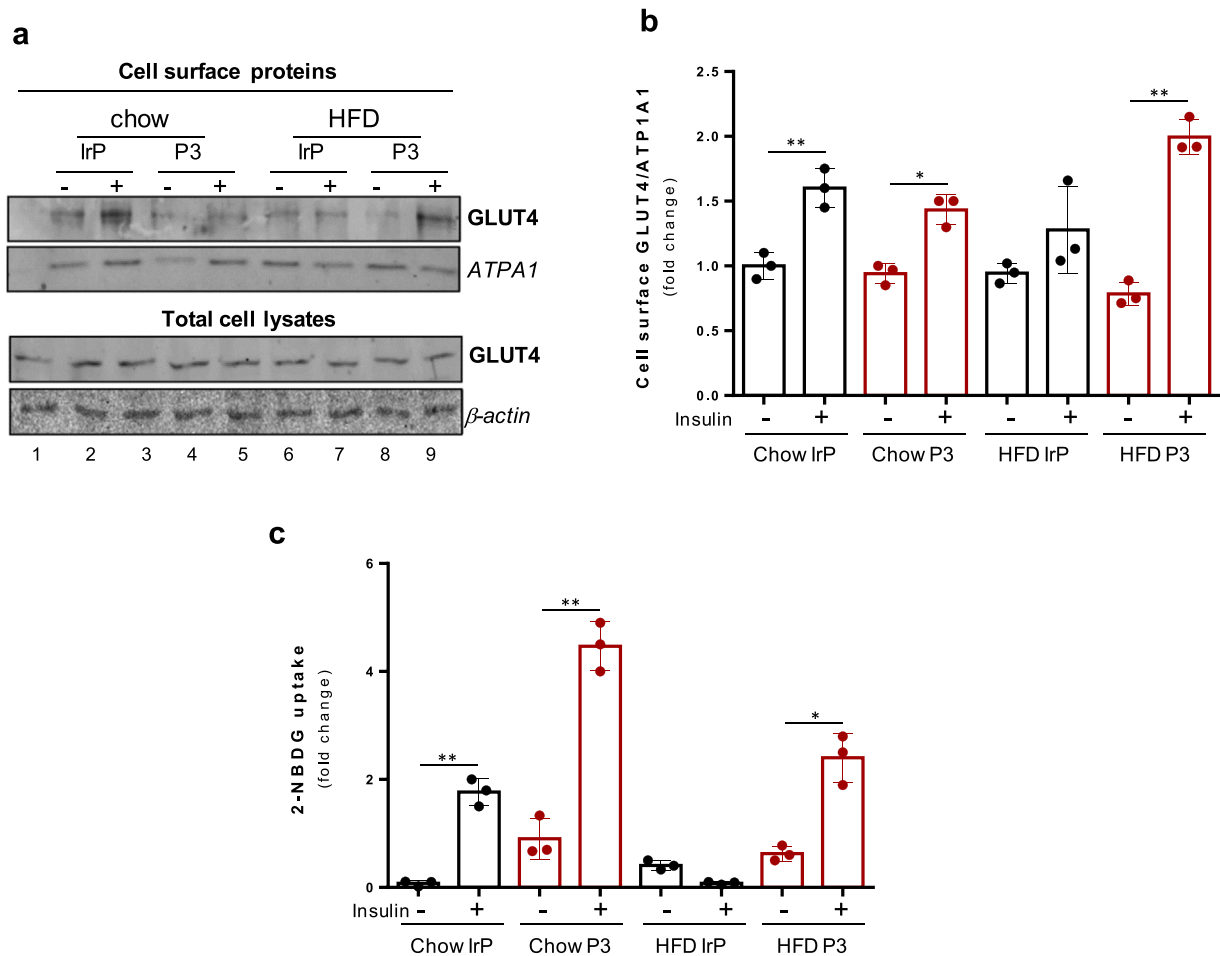 a
Cell surface proteins
chow HFD
IrP P3 IrP P3
- + - + - + - +
GLUT4
ATPA1
Total cell lysates
GLUT4
β-actin
1 2 3 4 5 6 7 8 9
b
Cell surface GLUT4/ATP1A1
(fold change)
2.5
2.0
1.5
1.0
0.5
0.0
** * **
Insulin - + - + - + - +
Chow IrP Chow P3 HFD IrP HFD P3
c
2-NBDG uptake
(fold change)
6
4
2
0
** ** *
Insulin - + - + - + - +
Chow IrP Chow P3 HFD IrP HFD P3